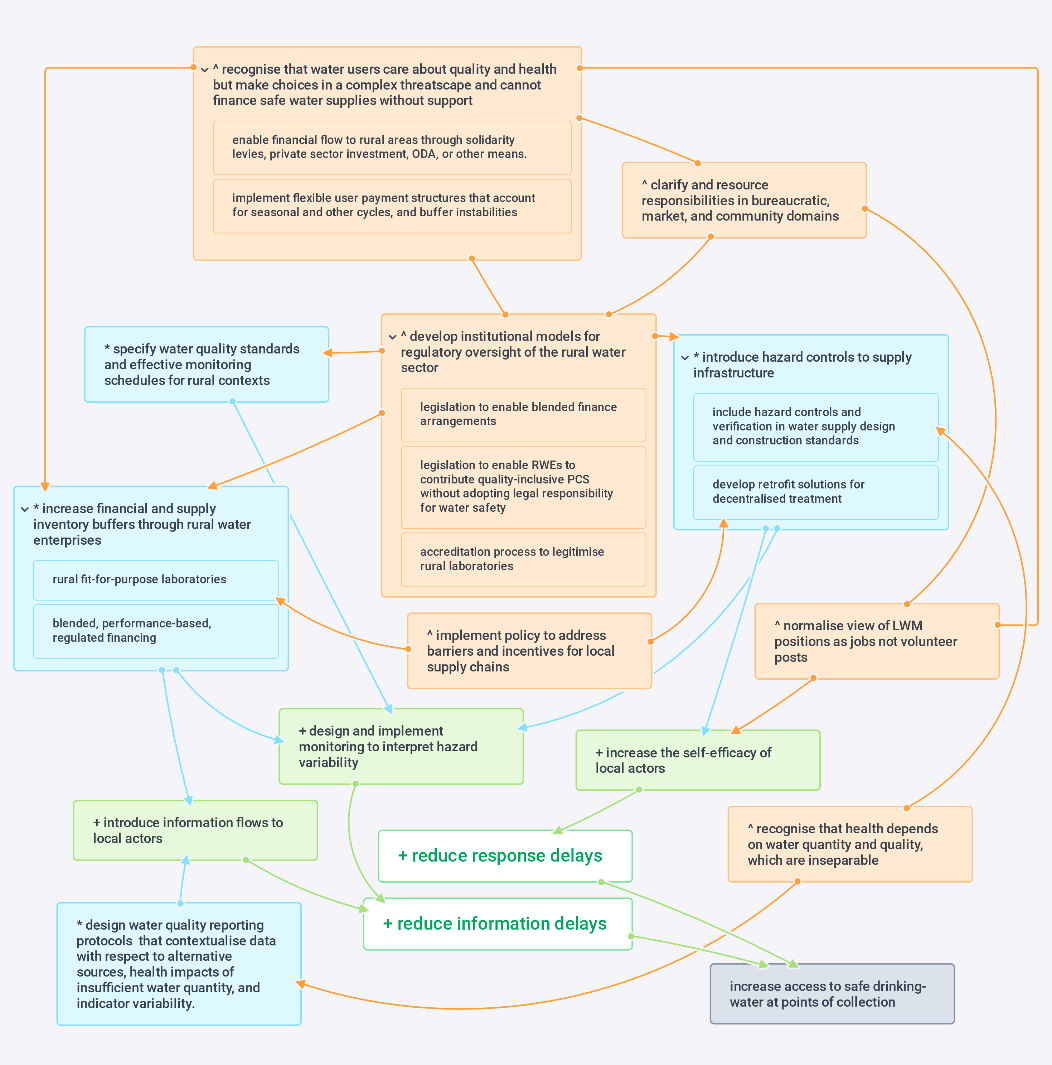 ^ recognise that water users care about quality and health
but make choices in a complex threatscape and cannot
finance safe water supplies without support
enable financial flow to rural areas through solidarity
levies, private sector investment, ODA, or other means.
implement flexible user payment structures that account
for seasonal and other cycles, and buffer instabilities
^ clarify and resource
responsibilities in bureaucratic,
market, and community domains
* specify water quality standards
and effective monitoring
schedules for rural contexts
^ develop institutional models for
regulatory oversight of the rural water
sector
legislation to enable blended finance
arrangements
legislation to enable RWEs to
contribute quality-inclusive PCS
without adopting legal responsibility
for water safety
accreditation process to legitimise
rural laboratories
* introduce hazard controls to supply
infrastructure
include hazard controls and
verification in water supply design
and construction standards
develop retrofit solutions for
decentralised treatment
* increase financial and supply
inventory buffers through rural water
enterprises
rural fit-for-purpose laboratories
blended, performance-based,
regulated financing
^ implement policy to address
barriers and incentives for local
supply chains
^ normalise view of LWM
positions as jobs not volunteer
posts
+ design and implement
monitoring to interpret hazard
variability
+ increase the self-efficacy of
local actors
+ introduce information flows to
local actors
+ reduce response delays
^ recognise that health depends
on water quantity and quality,
which are inseparable
+ reduce information delays
* design water quality reporting
protocols that contextualise data
with respect to alternative
sources, health impacts of
insufficient water quantity, and
indicator variability.
increase access to safe drinking-
water at points of collection